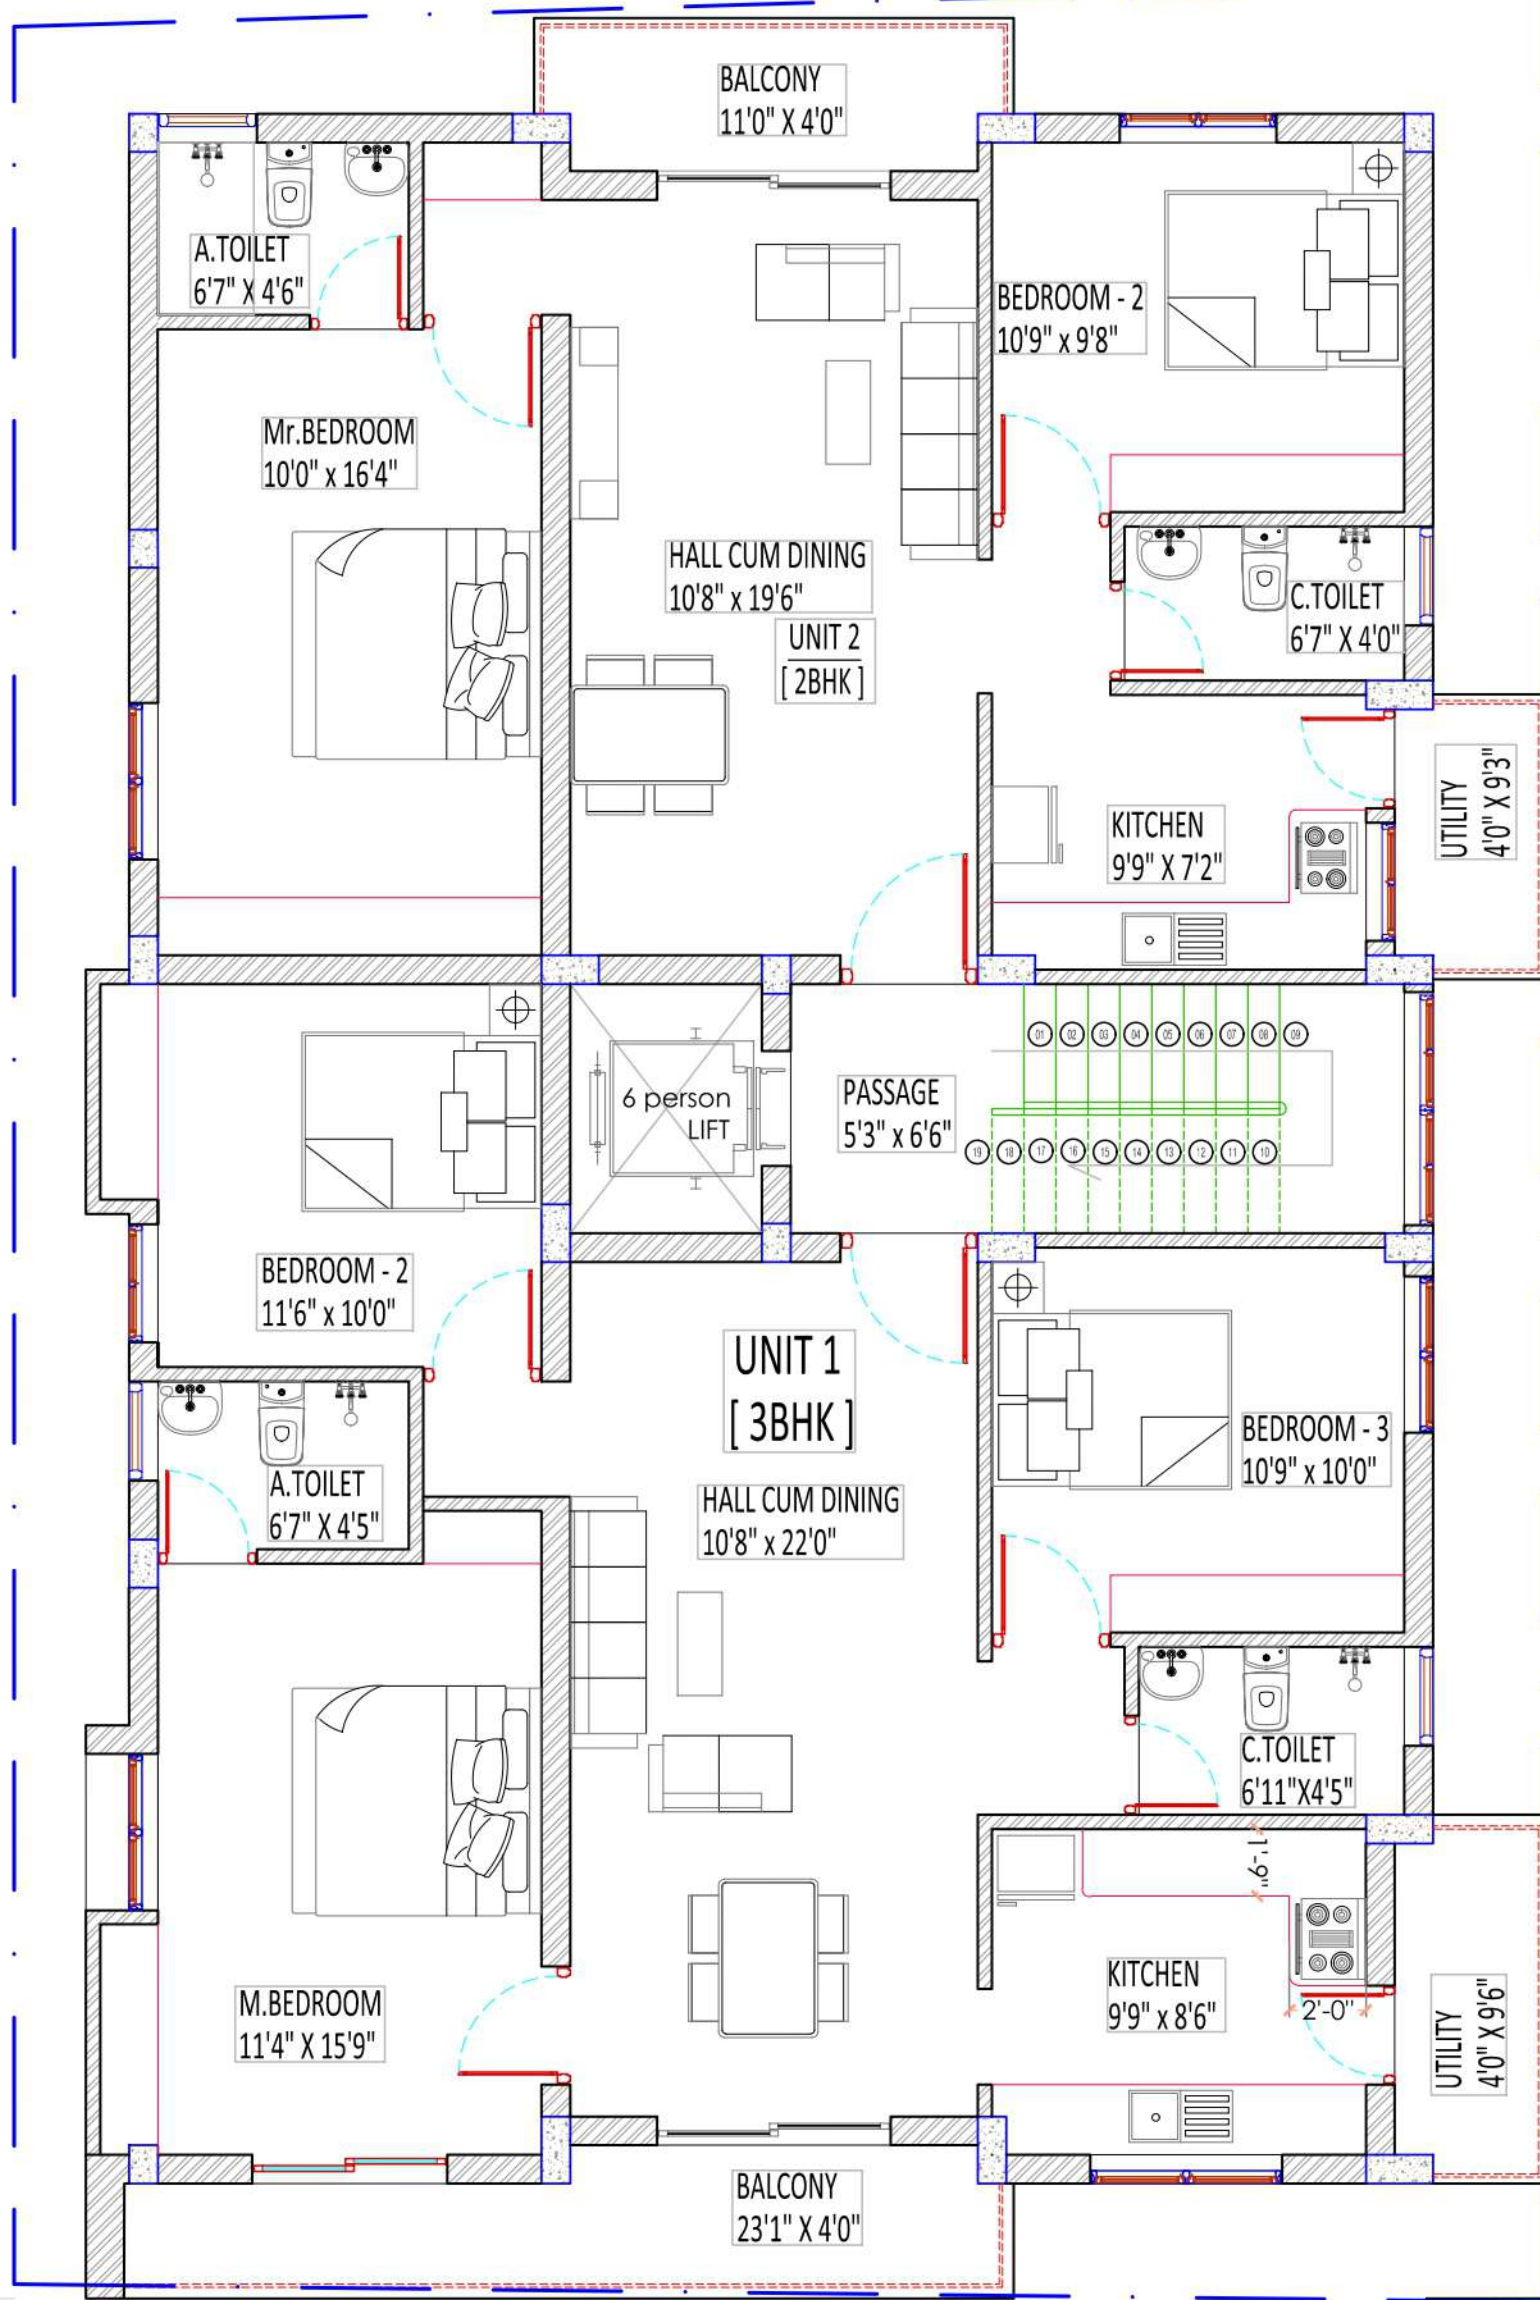 BALCONY
11'0" X 4'0"
A.TOILET
6'7" X 4'6"
BEDROOM - 2
10'9" x 9'8"
Mr.BEDROOM
10'0" x 16'4"
HALL CUM DINING
10'8" x 19'6"
UNIT 2
[ 2BHK ]
C.TOILET
6'7" X 4'0"
KITCHEN
9'9" X 7'2"
UTILITY
4'0" X 9'3"
01 02 03 04 05 06 07 08 09
6 person
LIFT
PASSAGE
5'3" x 6'6"
19 18 17 16 15 14 13 12 11 10
BEDROOM - 2
11'6" x 10'0"
UNIT 1
[ 3BHK ]
BEDROOM - 3
10'9" x 10'0"
A.TOILET
6'7" X 4'5"
HALL CUM DINING
10'8" x 22'0"
C.TOILET
6'11"X4'5"
1'-9"
KITCHEN
9'9" x 8'6"
2'-0"
UTILITY
4'0" X 9'6"
M.BEDROOM
11'4" X 15'9"
BALCONY
23'1" X 4'0"